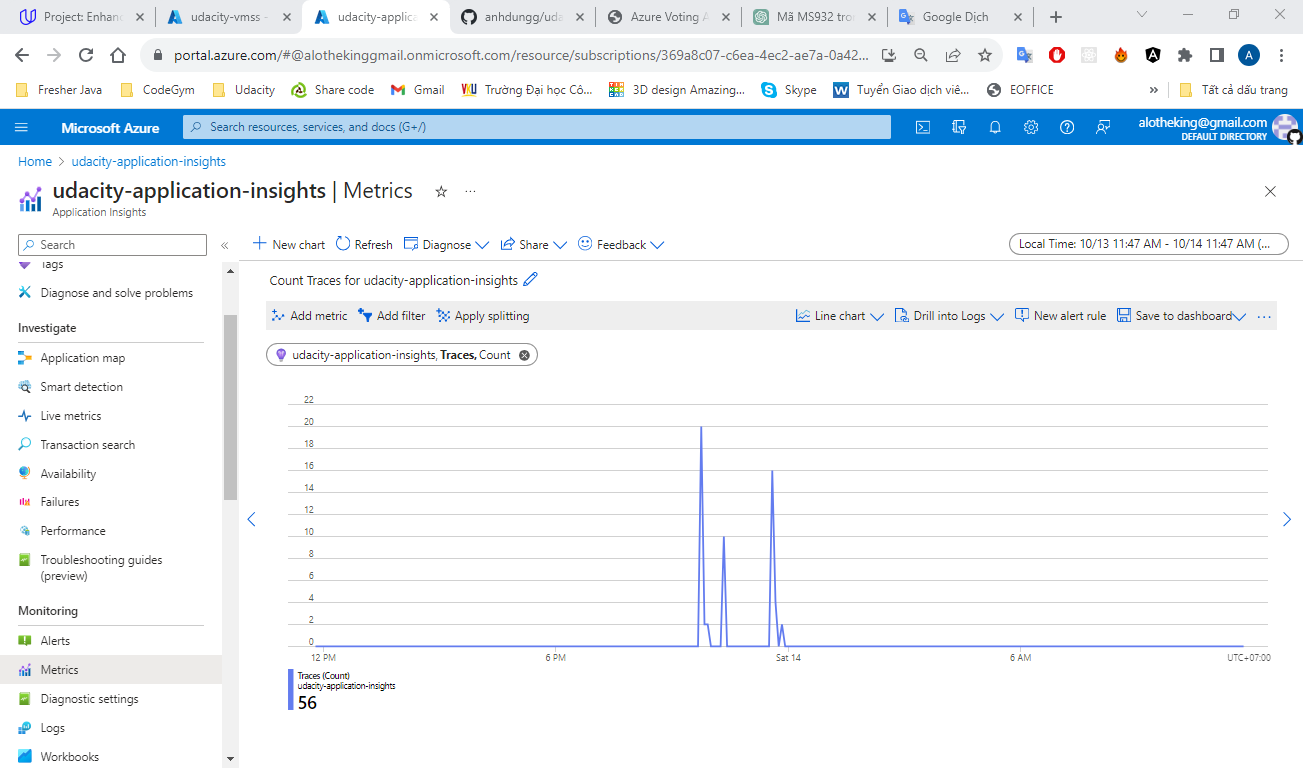 Project: Enhanc
udacity-vmss -
udacity-applica
anhdungg/uda
Azure Voting A
Mã MS932 tro
Google Dịch
portal.azure.com/#@alothekinggmail.onmicrosoft.com/resource/subscriptions/369a8c07-c6ea-4ec2-ae7a-0a42...
A
Fresher Java
CodeGym
Udacity
Share code
Gmail
Trường Đại học Cô...
3D design Amazing...
Skype
Tuyển Giao dịch viê...
EOFFICE
»
Tất cả dấu trang
Microsoft Azure
Search resources, services, and docs (G+/)
alotheking@gmail.com
DEFAULT DIRECTORY
Home > udacity-application-insights
udacity-application-insights | Metrics
...
Application Insights
Search
«
New chart
Refresh
Diagnose
Share
Feedback
Local Time: 10/13 11:47 AM - 10/14 11:47 AM (...
Tags
Diagnose and solve problems
Investigate
Application map
Smart detection
Live metrics
Transaction search
Availability
Failures
Performance
Troubleshooting guides
(preview)
Monitoring
Alerts
Metrics
Diagnostic settings
Logs
Workbooks
Count Traces for udacity-application-insights
Add metric
Add filter
Apply splitting
Line chart
Drill into Logs
New alert rule
Save to dashboard
...
udacity-application-insights, Traces, Count
22
20
18
16
14
12
10
8
6
4
2
0
12 PM
6 PM
Sat 14
6 AM
UTC+07:00
Traces (Count)
udacity-application-insights
56